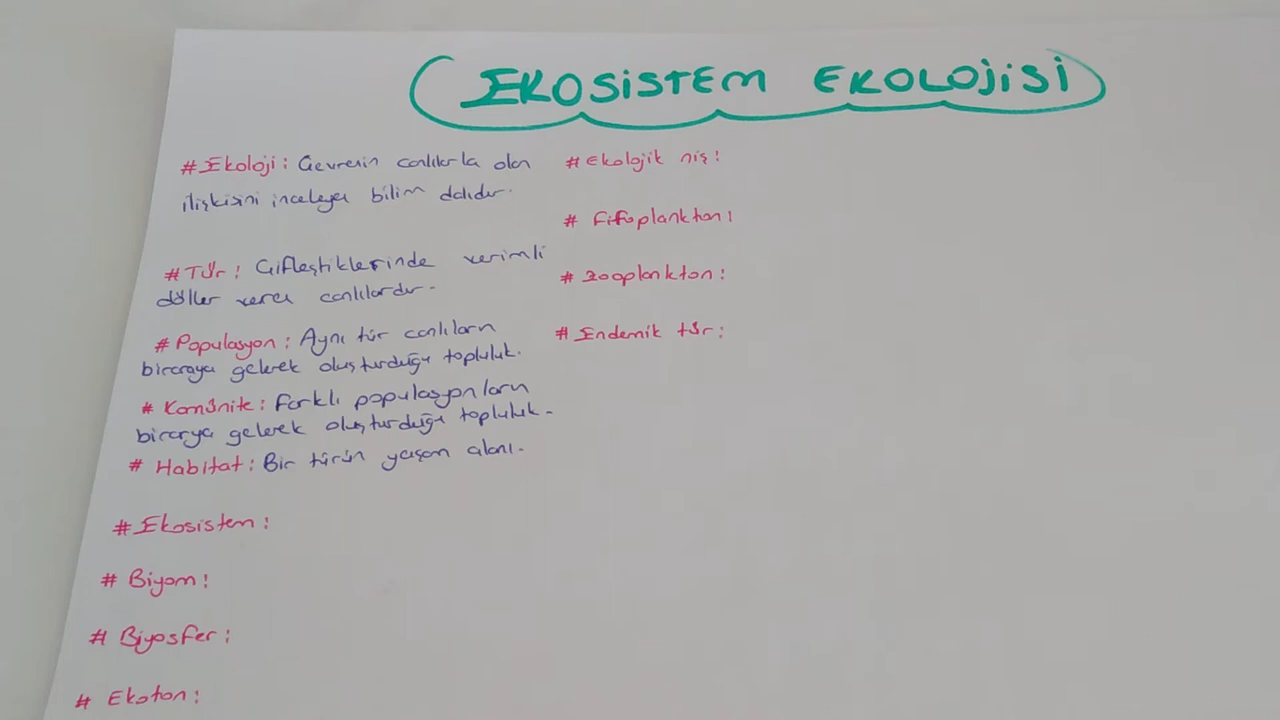 EKOSİSTEM EKOLOJİSİ
#Ekoloji: Çevrenin canlılarla olan
ilişkisini inceleyen bilim dalıdır.
#Tür: Çiftleştiklerinde verimli
döller veren canlılardır.
#Populasyon: Aynı tür canlıların
biraraya gelerek oluşturduğu topluluk.
#Komünite: Farklı populasyonların
birarya gelerek oluşturduğu topluluk.
#Habitat: Bir türün yaşam alanı.
#Ekosistem:
#Biyom:
#Biyosfer:
#Ekoton:
#Ekolojik niş:
#Fitoplankton:
#Zooplankton:
#Endemik tür: